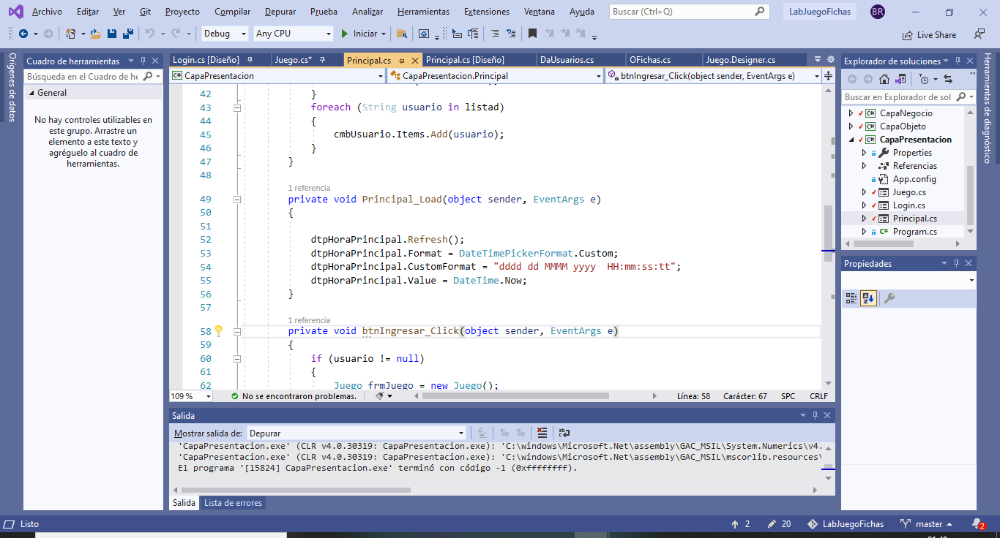 Archivo Editar Ver Git Proyecto Compilar Depurar Prueba Analizar Herramientas Extensiones Ventana Ayuda Buscar (Ctrl+Q) LabJuegoFichas BR
Debug Any CPU Iniciar Live Share
Orígenes de datos
Cuadro de herramientas
Búsqueda en el Cuadro de he
General
No hay controles utilizables en
este grupo. Arrastre un
elemento a este texto y
agréguelo al cuadro de
herramientas.
Login.cs [Diseño] Juego.cs* Principal.cs Principal.cs [Diseño] DaUsuarios.cs OFichas.cs Juego.Designer.cs
CapaPresentacion CapaPresentacion.Principal btnIngresar_Click(object sender, EventArgs e)
42 }
43 foreach (String usuario in listad)
44 {
45 cmbUsuario.Items.Add(usuario);
46 }
47 }
48
1 referencia
49 private void Principal_Load(object sender, EventArgs e)
50 {
51
52 dtpHoraPrincipal.Refresh();
53 dtpHoraPrincipal.Format = DateTimePickerFormat.Custom;
54 dtpHoraPrincipal.CustomFormat = "dddd dd MMMM yyyy  HH:mm:ss:tt";
55 dtpHoraPrincipal.Value = DateTime.Now;
56 }
57
1 referencia
58 private void btnIngresar_Click(object sender, EventArgs e)
59 {
60 if (usuario != null)
61 {
62 Juego frmJuego = new Juego();
109 % No se encontraron problemas. Línea: 58 Carácter: 67 SPC CRLF
Salida
Mostrar salida de: Depurar
'CapaPresentacion.exe' (CLR v4.0.30319: CapaPresentacion.exe): 'C:\windows\Microsoft.Net\assembly\GAC_MSIL\System.Numerics\v4.
'CapaPresentacion.exe' (CLR v4.0.30319: CapaPresentacion.exe): 'C:\windows\Microsoft.Net\assembly\GAC_MSIL\mscorlib.resources\
El programa '[15824] CapaPresentacion.exe' terminó con código -1 (0xffffffff).
Salida Lista de errores
Explorador de soluciones
Buscar en Explorador de sol
C# CapaNegocio
C# CapaObjeto
C# CapaPresentacion
Properties
Referencias
App.config
Juego.cs
Login.cs
Principal.cs
C# Program.cs
Propiedades
Herramientas de diagnóstico
Listo 2 20 LabJuegoFichas master 2